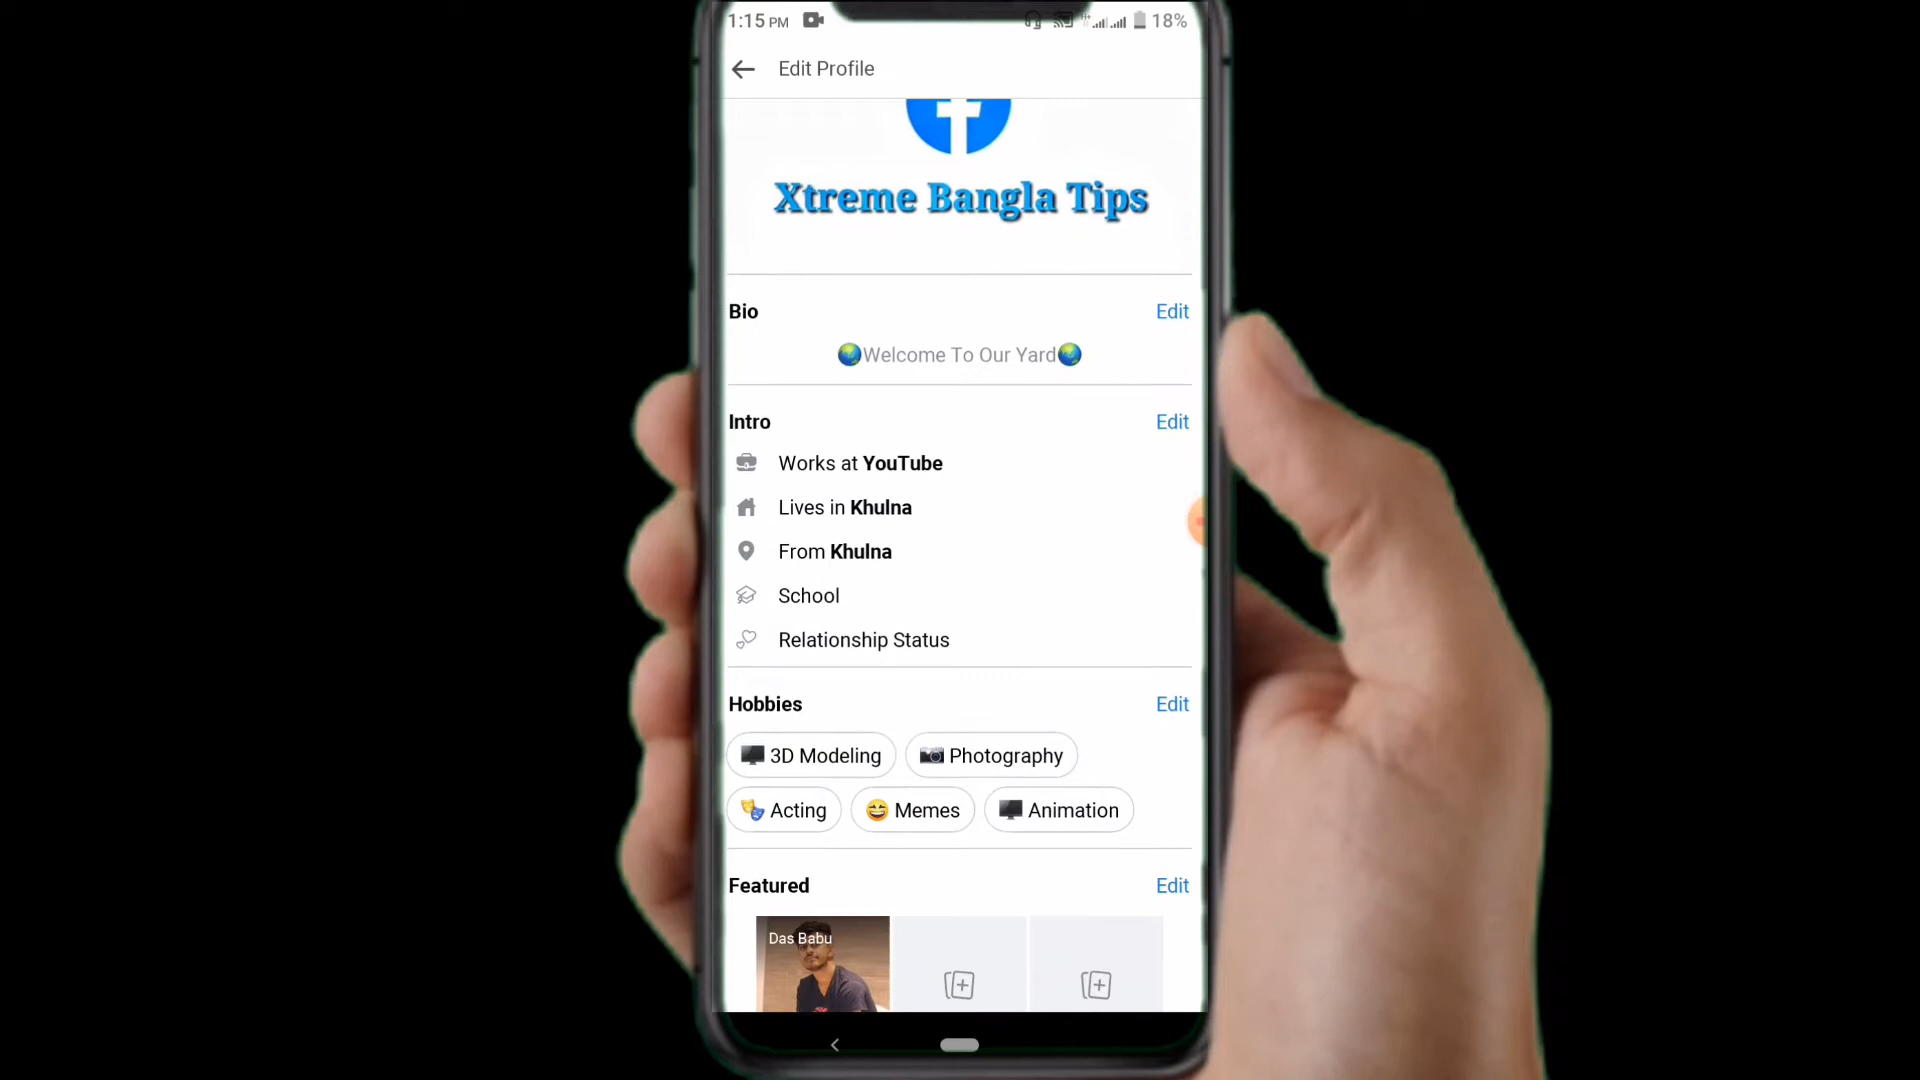 1:15 PM 18%
Edit Profile
Xtreme Bangla Tips
Bio Edit
🌏Welcome To Our Yard🌏
Intro Edit
Works at YouTube
Lives in Khulna
From Khulna
School
Relationship Status
Hobbies Edit
3D Modeling Photography
Acting Memes Animation
Featured Edit
Das Babu